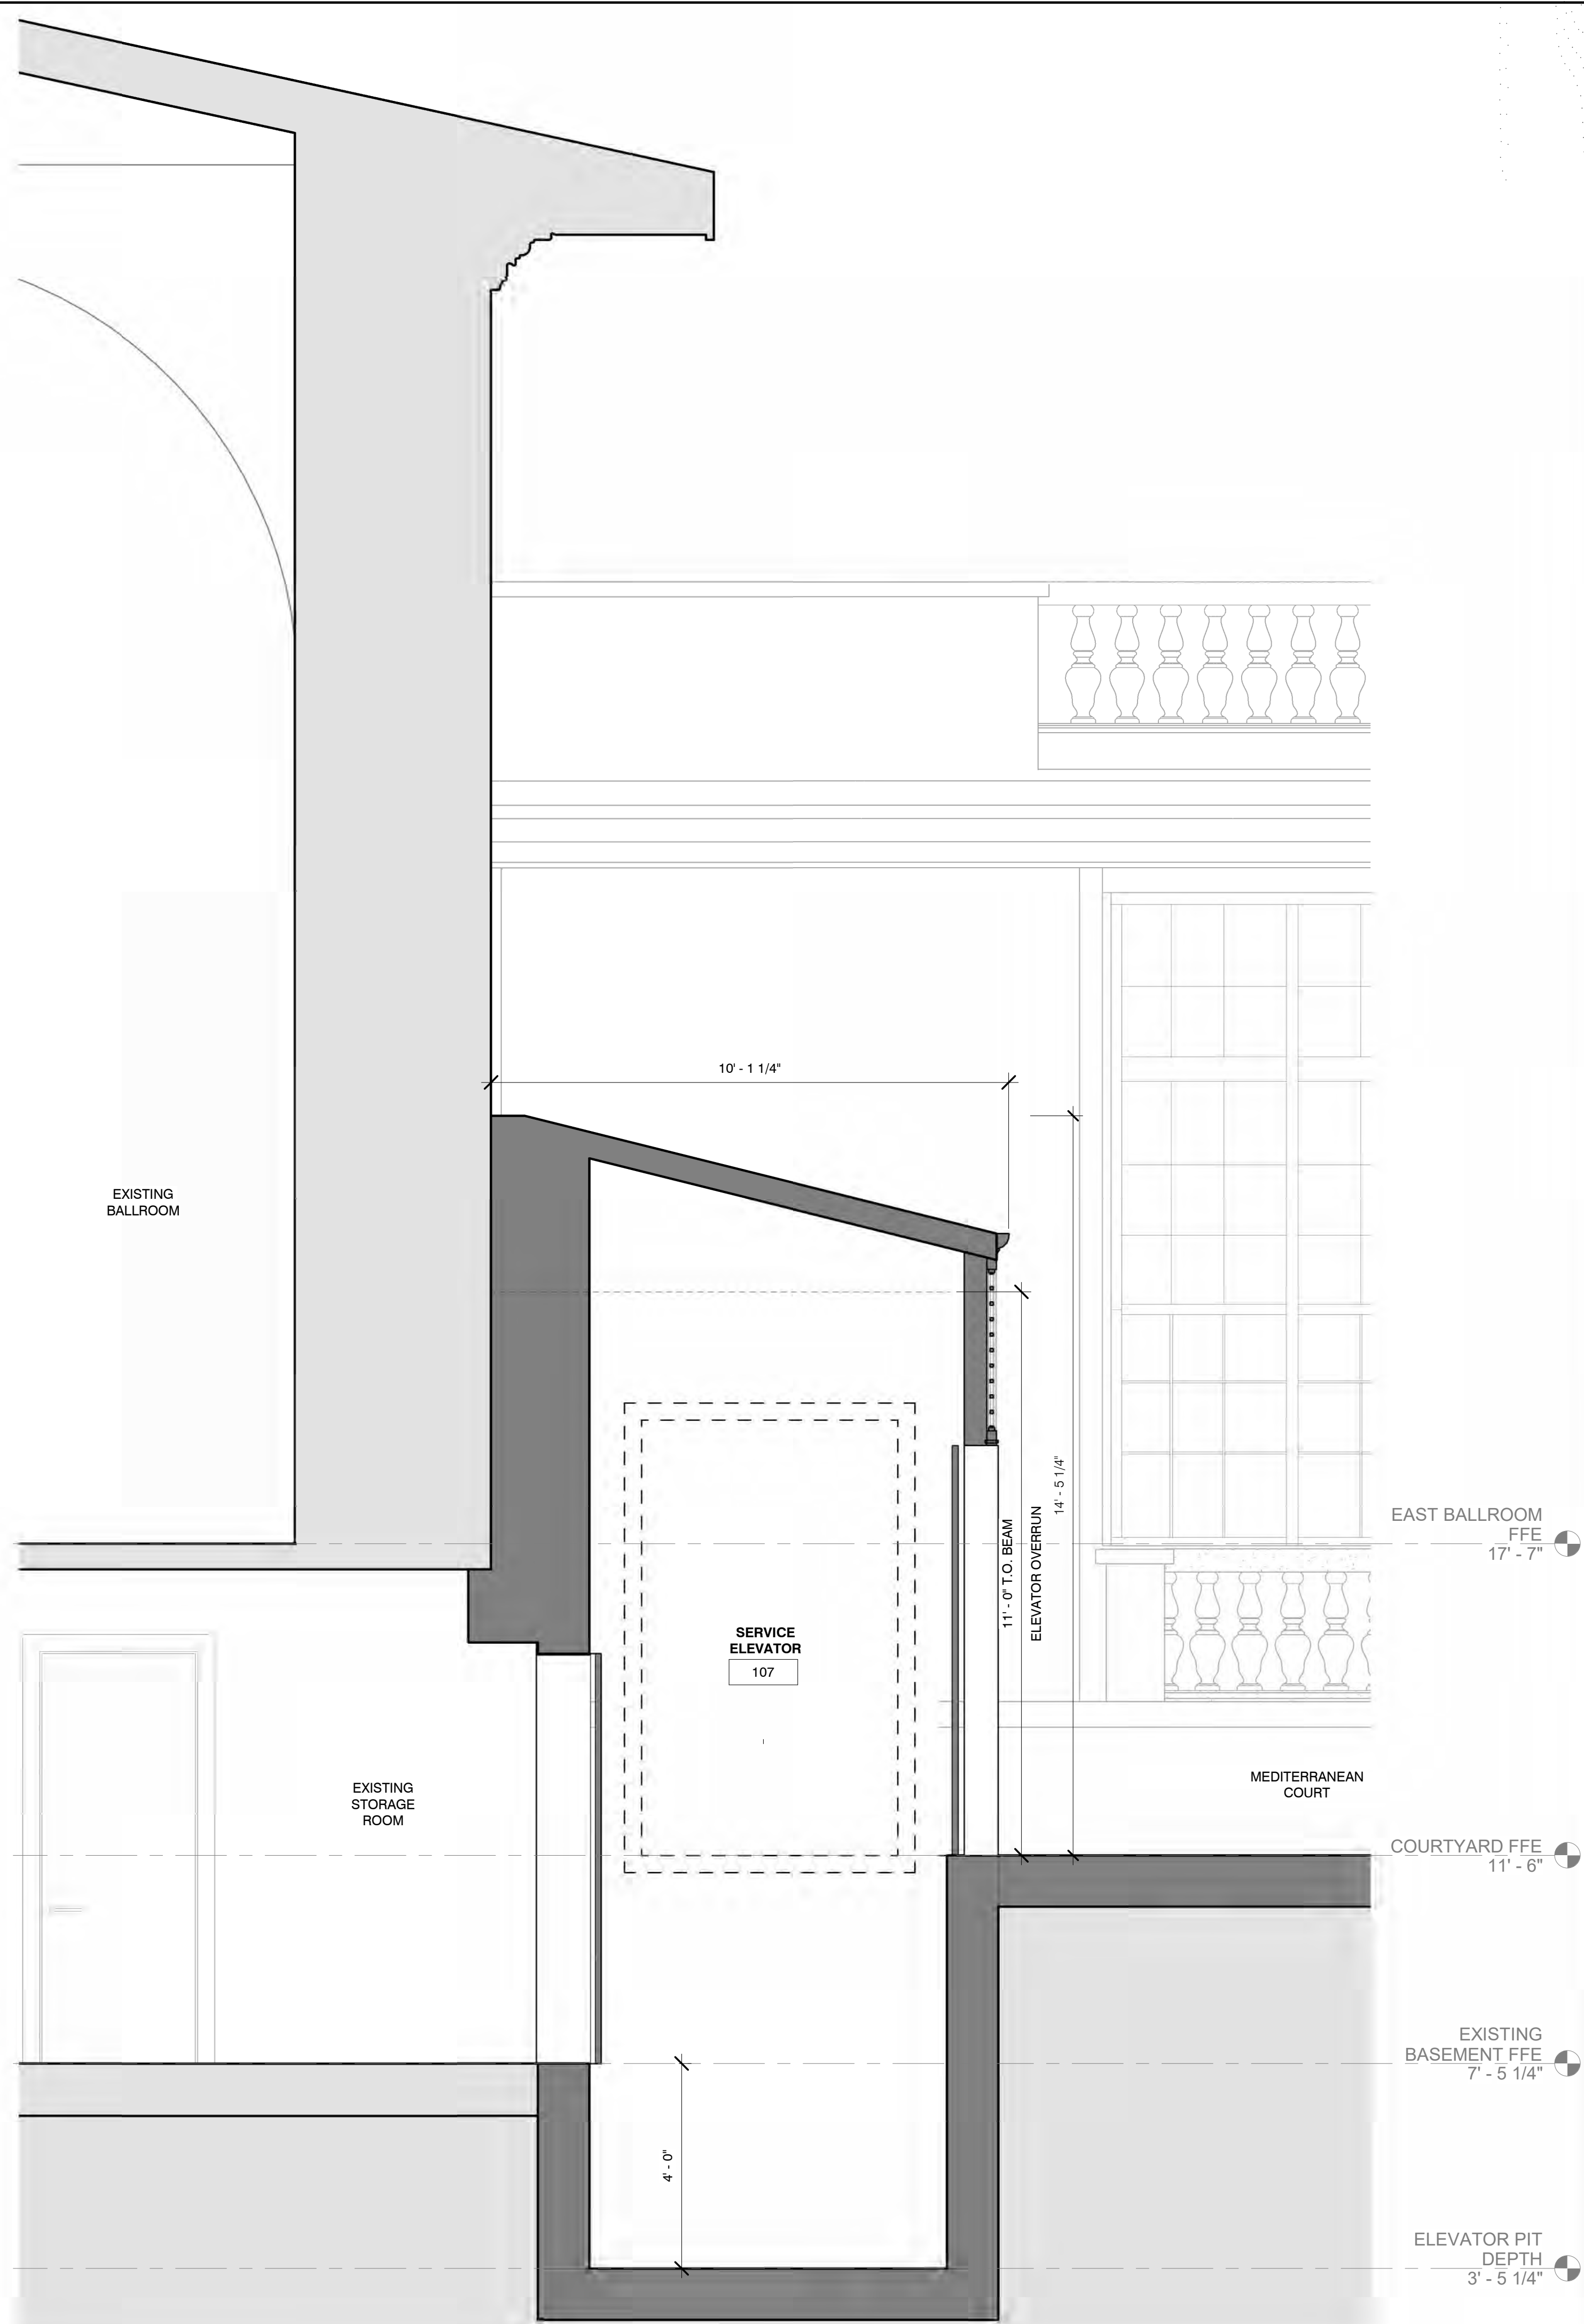 10' - 1 1/4"
EXISTING
BALLROOM
14' - 5 1/4"
11' - 0" T.O. BEAM
ELEVATOR OVERRUN
EAST BALLROOM
FFE
17' - 7"
SERVICE
ELEVATOR
107
EXISTING
STORAGE
ROOM
MEDITERRANEAN
COURT
COURTYARD FFE
11' - 6"
EXISTING
BASEMENT FFE
7' - 5 1/4"
4' - 0"
ELEVATOR PIT
DEPTH
3' - 5 1/4"